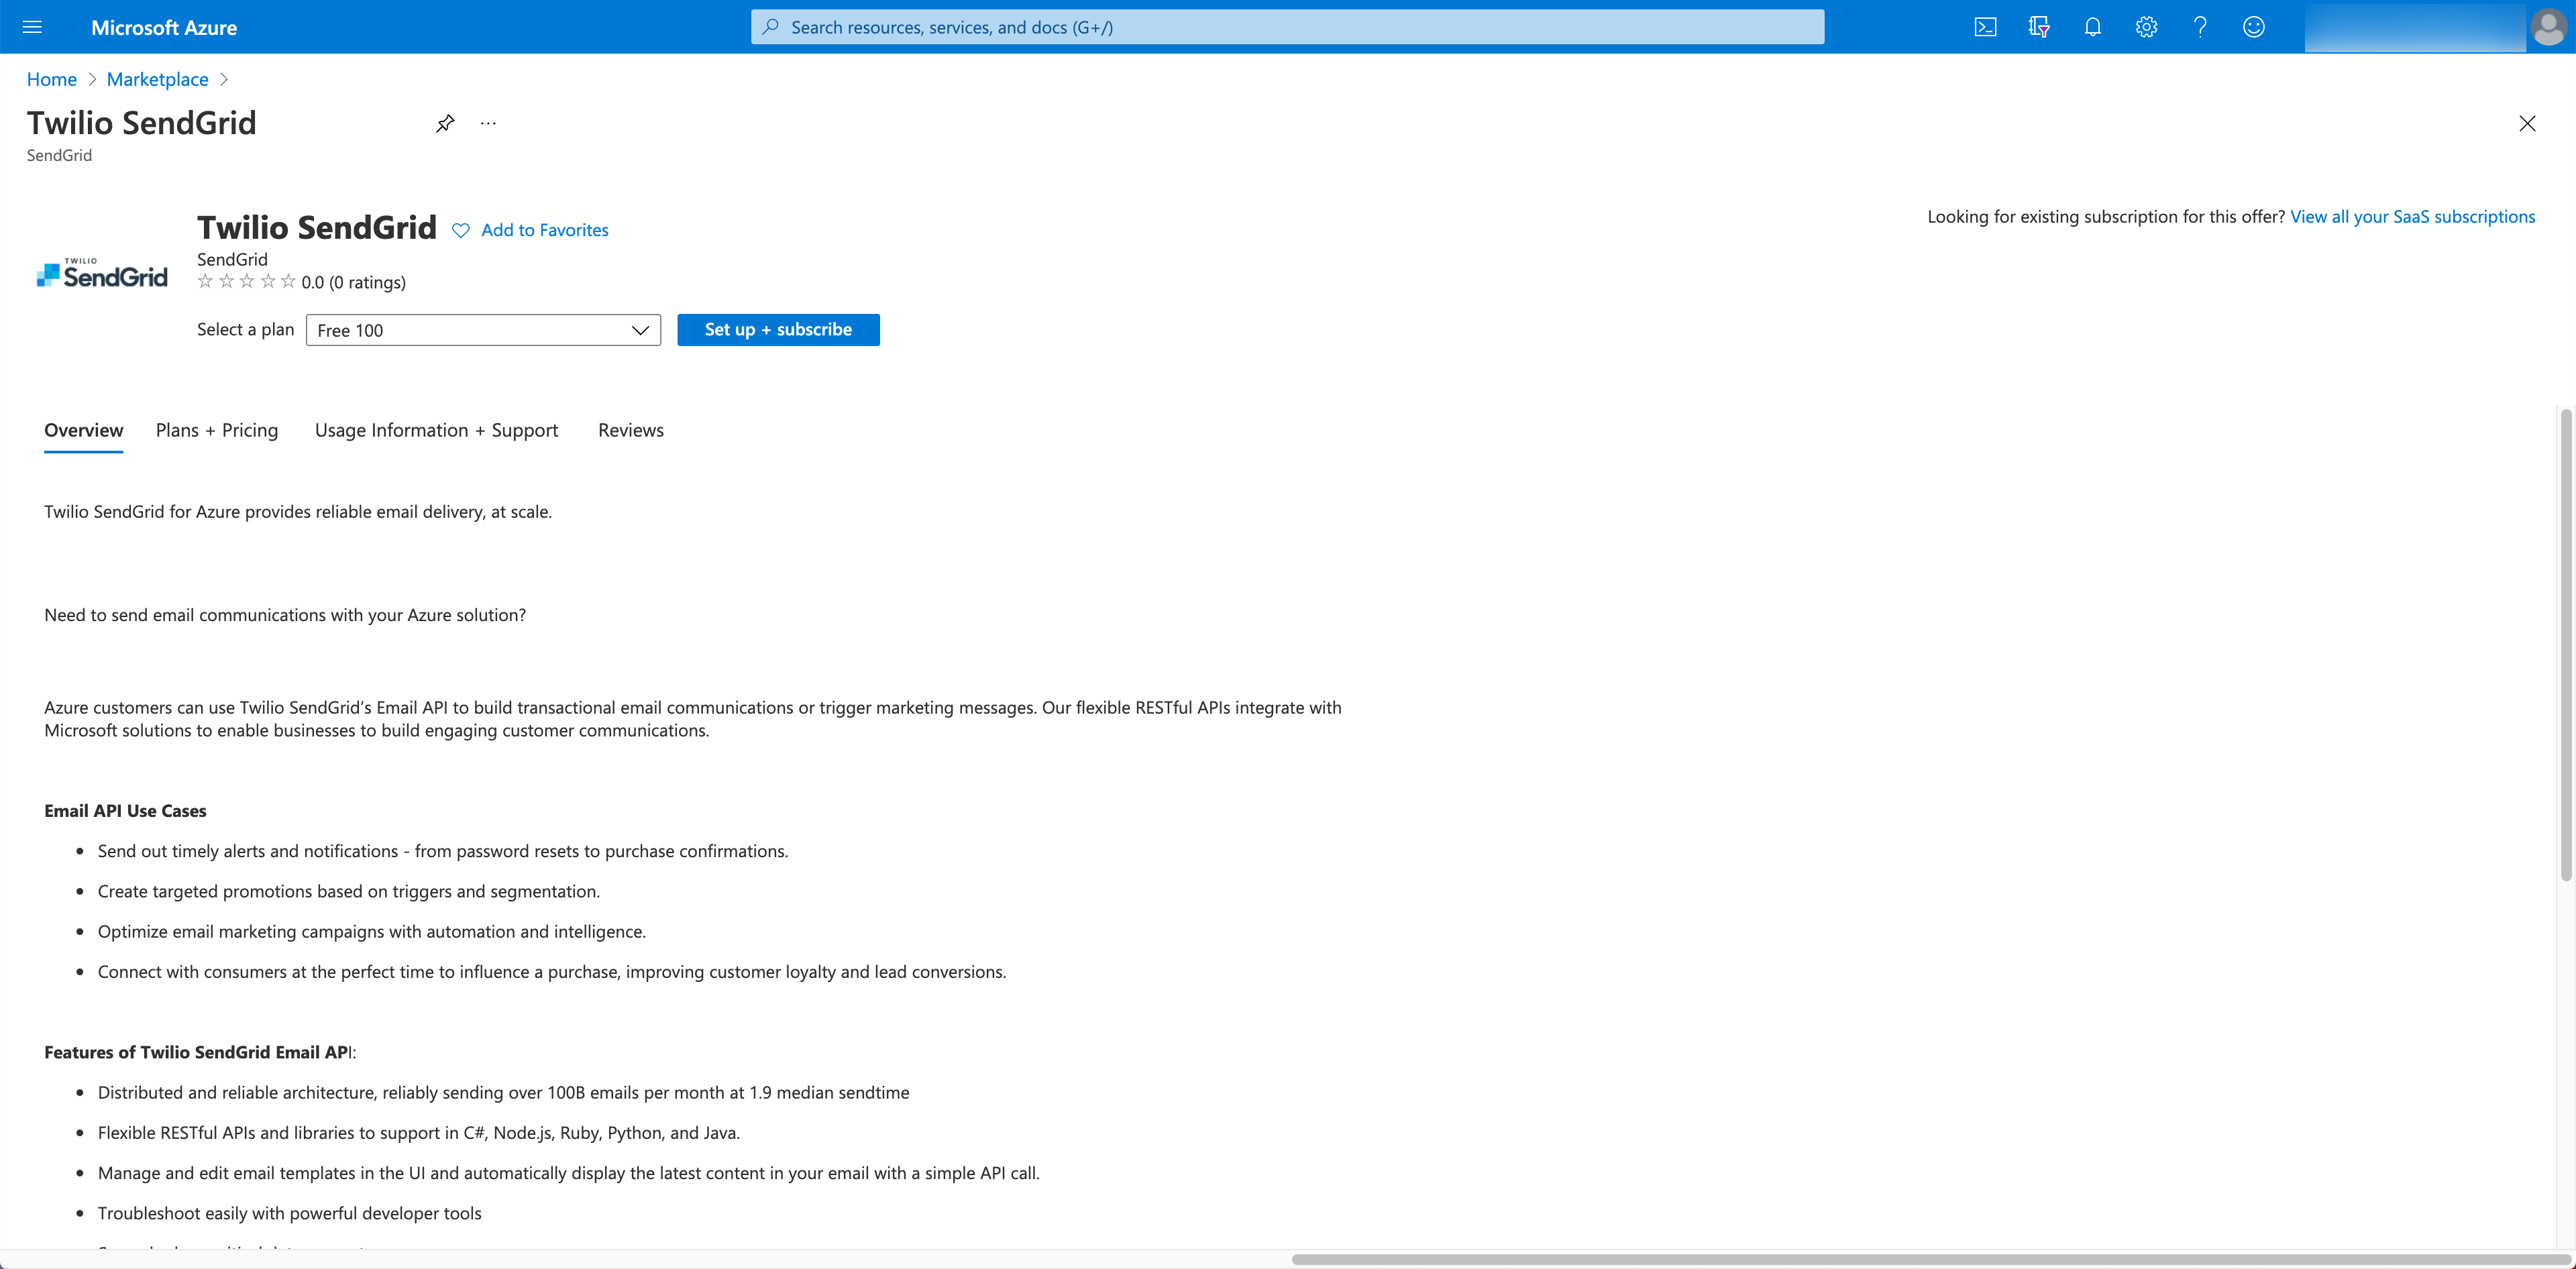 Microsoft Azure
Search resources, services, and docs (G+/)
Home > Marketplace >
Twilio SendGrid
...
SendGrid
TWILIO
SendGrid
Twilio SendGrid
Add to Favorites
SendGrid
0.0 (0 ratings)
Looking for existing subscription for this offer? View all your SaaS subscriptions
Select a plan
Free 100
Set up + subscribe
Overview
Plans + Pricing
Usage Information + Support
Reviews
Twilio SendGrid for Azure provides reliable email delivery, at scale.
Need to send email communications with your Azure solution?
Azure customers can use Twilio SendGrid’s Email API to build transactional email communications or trigger marketing messages. Our flexible RESTful APIs integrate with
Microsoft solutions to enable businesses to build engaging customer communications.
Email API Use Cases
• Send out timely alerts and notifications - from password resets to purchase confirmations.
• Create targeted promotions based on triggers and segmentation.
• Optimize email marketing campaigns with automation and intelligence.
• Connect with consumers at the perfect time to influence a purchase, improving customer loyalty and lead conversions.
Features of Twilio SendGrid Email API:
• Distributed and reliable architecture, reliably sending over 100B emails per month at 1.9 median sendtime
• Flexible RESTful APIs and libraries to support in C#, Node.js, Ruby, Python, and Java.
• Manage and edit email templates in the UI and automatically display the latest content in your email with a simple API call.
• Troubleshoot easily with powerful developer tools